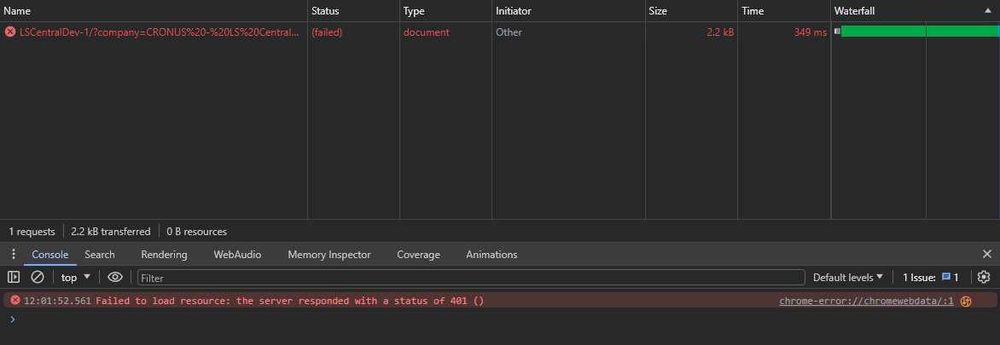 Name Status Type Initiator Size Time Waterfall
LSCentralDev-1/?company=CRONUS%20-%20LS%20Central... (failed) document Other 2.2 kB 349 ms
1 requests 2.2 kB transferred 0 B resources
Console Search Rendering WebAudio Memory Inspector Coverage Animations
top Filter Default levels 1 Issue: 1
12:01:52.561 Failed to load resource: the server responded with a status of 401 () chrome-error://chromewebdata/:1